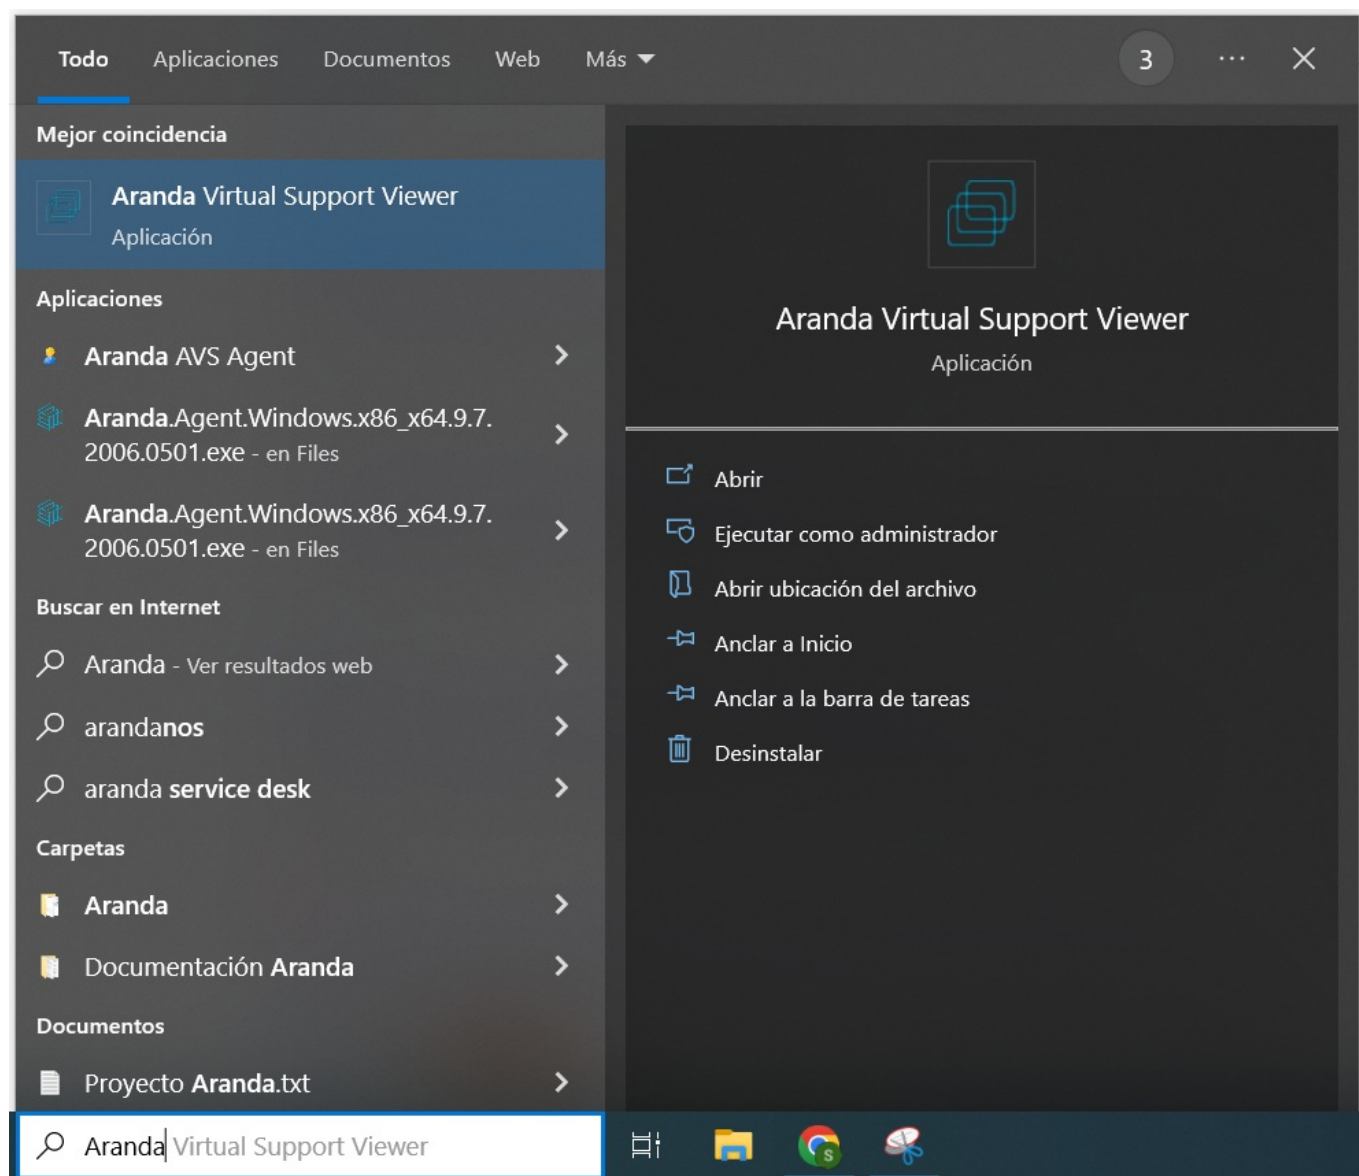 Todo Aplicaciones Documentos Web Más 3 ...
Mejor coincidencia
Aranda Virtual Support Viewer
Aplicación
Aplicaciones
Aranda AVS Agent
Aranda.Agent.Windows.x86_x64.9.7.
2006.0501.exe - en Files
Aranda.Agent.Windows.x86_x64.9.7.
2006.0501.exe - en Files
Buscar en Internet
Aranda - Ver resultados web
arandanos
aranda service desk
Carpetas
Aranda
Documentación Aranda
Documentos
Proyecto Aranda.txt
Aranda Virtual Support Viewer
Aranda Virtual Support Viewer
Aplicación
Abrir
Ejecutar como administrador
Abrir ubicación del archivo
Anclar a Inicio
Anclar a la barra de tareas
Desinstalar
S